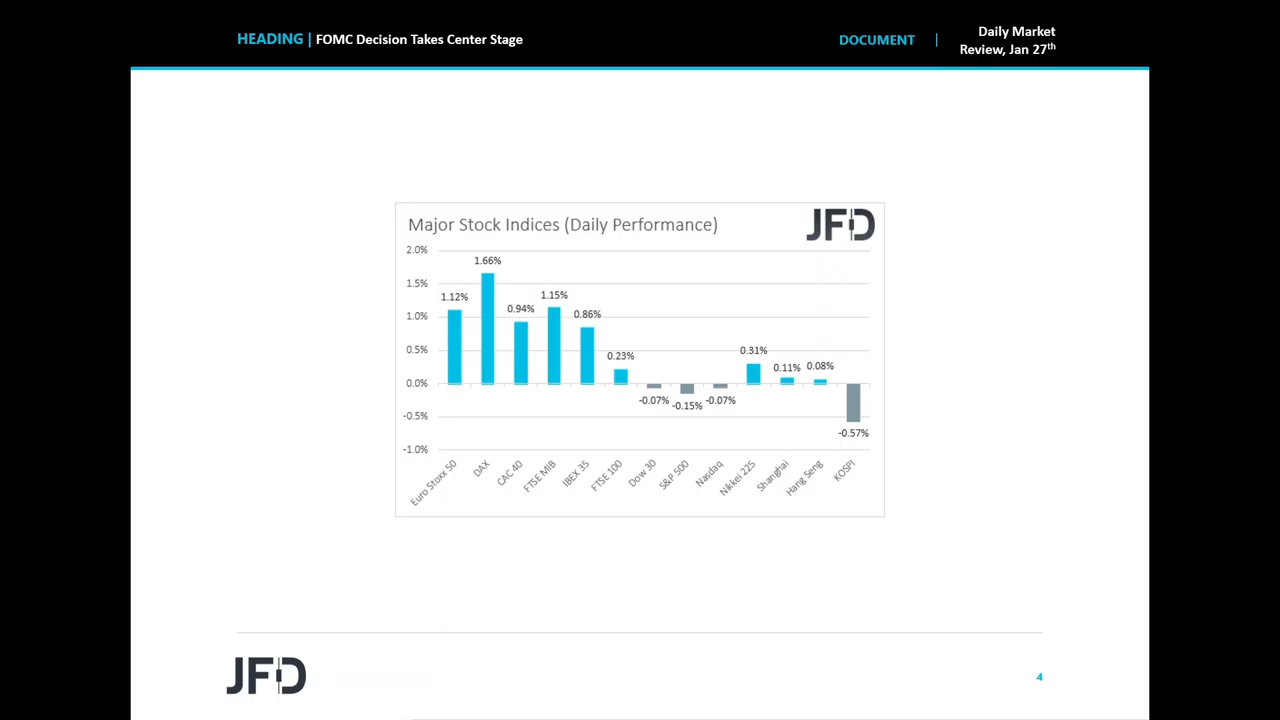 HEADING | FOMC Decision Takes Center Stage
DOCUMENT |
Daily Market
Review, Jan 27th
Major Stock Indices (Daily Performance)
JFD
2.0%
1.5%
1.0%
0.5%
0.0%
-0.5%
-1.0%
1.12%
1.66%
0.94%
1.15%
0.86%
0.23%
-0.07%
-0.15%
-0.07%
0.31%
0.11%
0.08%
-0.57%
Euro Stoxx 50
DAX
CAC 40
FTSE MIB
IBEX 35
FTSE 100
Dow 30
S&P 500
Nasdaq
Nikkei 225
Shanghai
Hang Seng
KOSPI
JFD
4